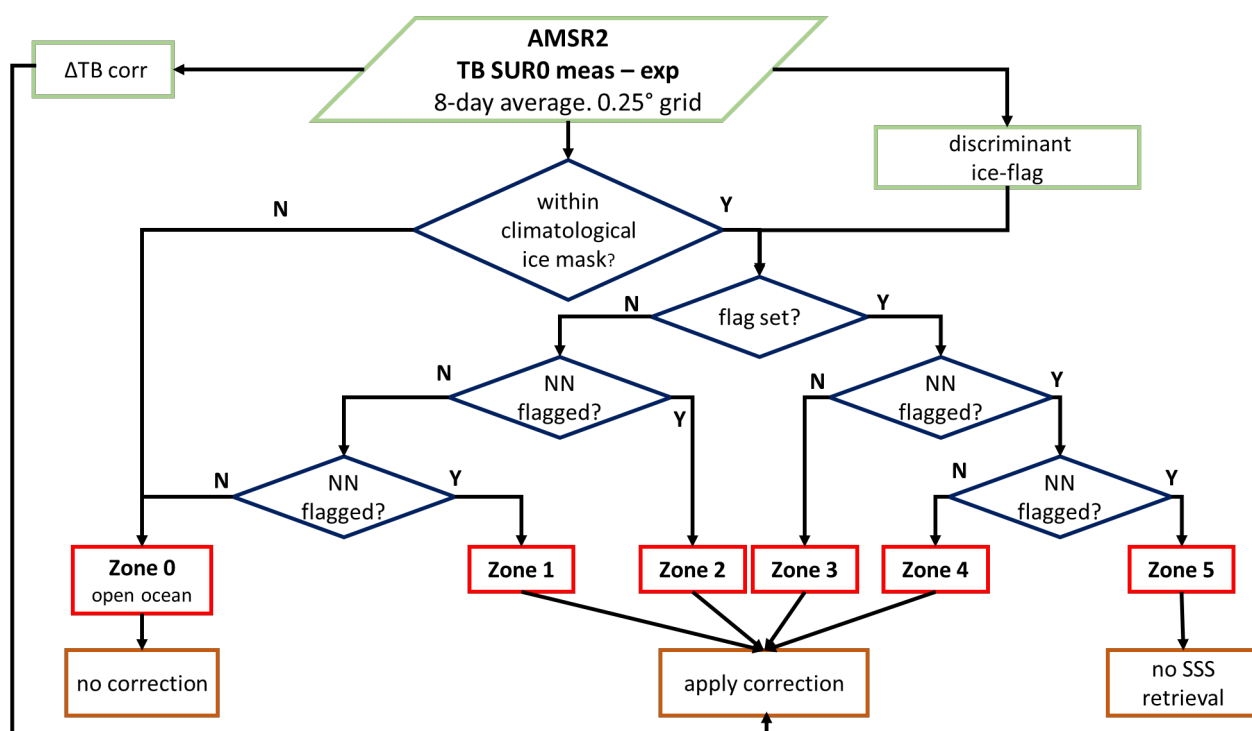 AMSR2
TB SUR0 meas – exp
8-day average. 0.25° grid
ΔTB corr
discriminant
ice-flag
within
climatological
ice mask?
N
Y
flag set?
N
Y
NN
flagged?
N
Y
NN
flagged?
N
Y
NN
flagged?
N
Y
NN
flagged?
N
Y
Zone 0
open ocean
Zone 1
Zone 2
Zone 3
Zone 4
Zone 5
no correction
apply correction
no SSS
retrieval